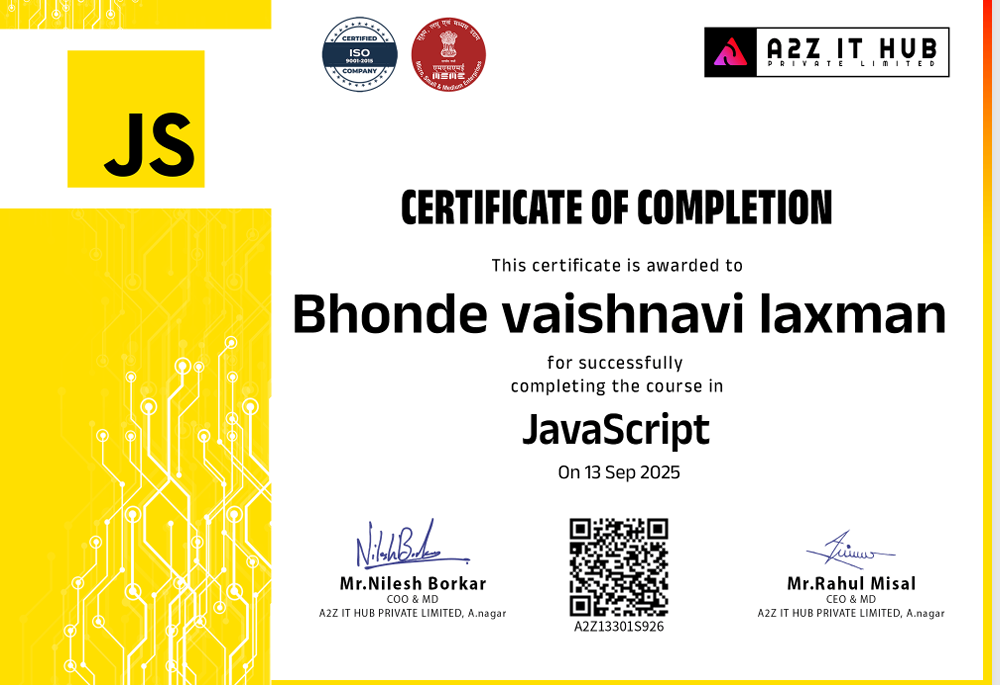 CERTIFIED
ISO
9001-2015
COMPANY
सूक्ष्म, लघु एवं मध्यम उद्यम
एमएसएमई
MSME
Micro, Small & Medium Enterprises
A2Z IT HUB
PRIVATE LIMITED
JS
CERTIFICATE OF COMPLETION
This certificate is awarded to
Bhonde vaishnavi laxman
for successfully
completing the course in
JavaScript
On 13 Sep 2025
Mr.Nilesh Borkar
COO & MD
A2Z IT HUB PRIVATE LIMITED, A.nagar
A2Z13301S926
Mr.Rahul Misal
CEO & MD
A2Z IT HUB PRIVATE LIMITED, A.nagar